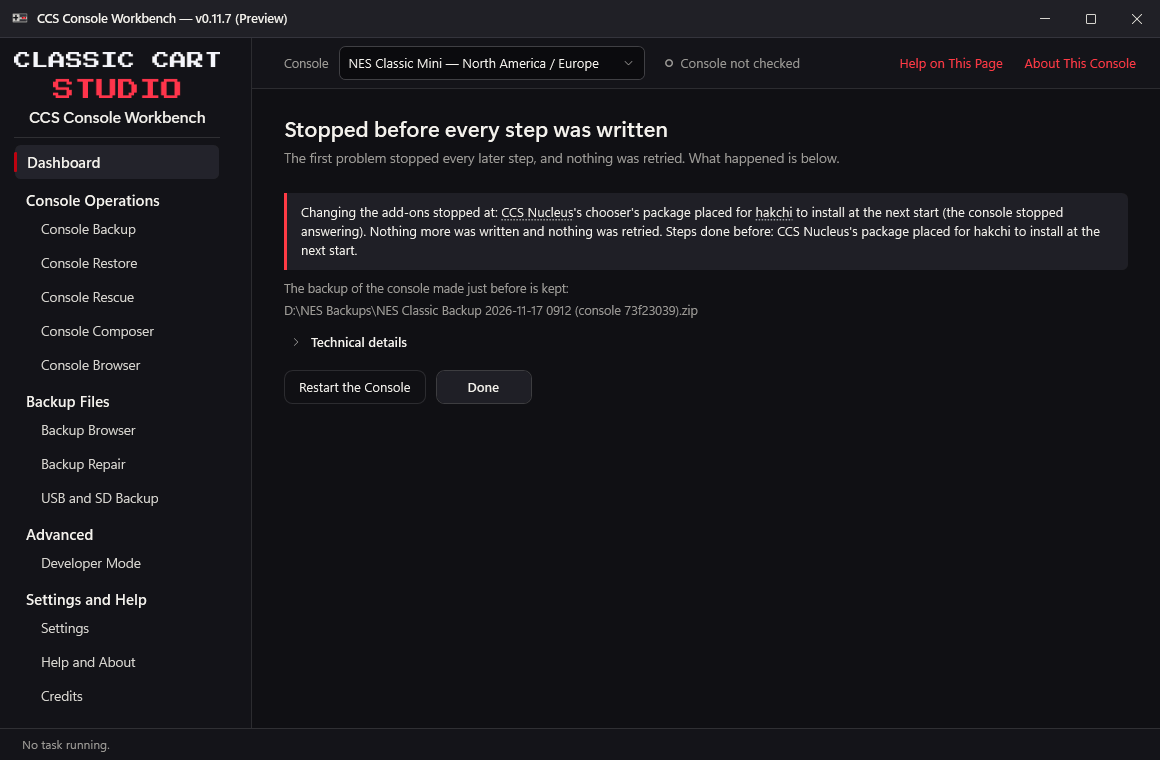 CCS Console Workbench — v0.11.7 (Preview)
CLASSIC CART
STUDIO
CCS Console Workbench
Dashboard
Console Operations
Console Backup
Console Restore
Console Rescue
Console Composer
Console Browser
Backup Files
Backup Browser
Backup Repair
USB and SD Backup
Advanced
Developer Mode
Settings and Help
Settings
Help and About
Credits
Console
NES Classic Mini — North America / Europe
Console not checked
Help on This Page
About This Console
Stopped before every step was written
The first problem stopped every later step, and nothing was retried. What happened is below.
Changing the add-ons stopped at: CCS Nucleus's chooser's package placed for hakchi to install at the next start (the console stopped
answering). Nothing more was written and nothing was retried. Steps done before: CCS Nucleus's package placed for hakchi to install at the
next start.
The backup of the console made just before is kept:
D:\NES Backups\NES Classic Backup 2026-11-17 0912 (console 73f23039).zip
Technical details
Restart the Console
Done
No task running.